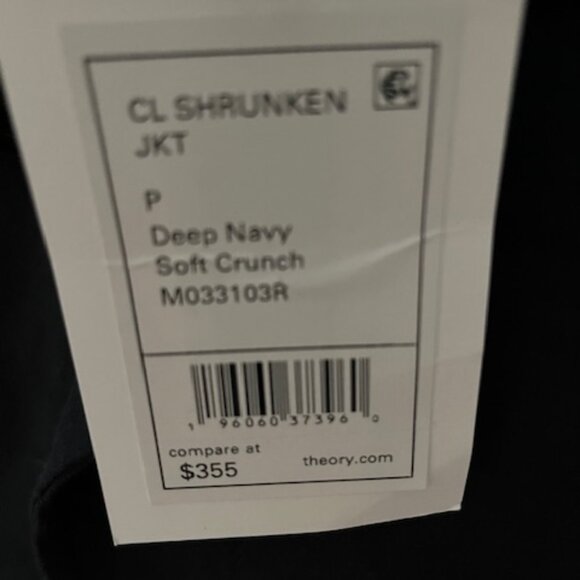 CL SHRUNKEN
JKT
P
Deep Navy
Soft Crunch
M033103R
1 96060 37396 0
compare at
$355
theory.com